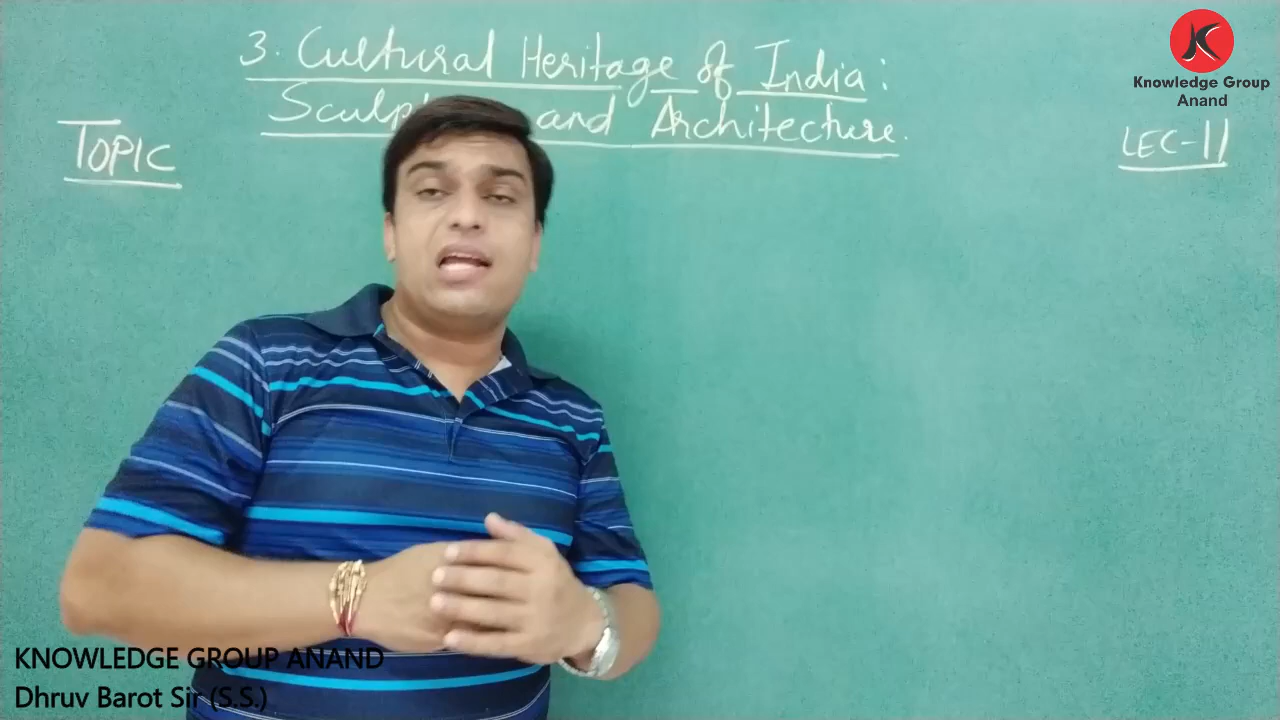 3. Cultural Heritage of India:
and Architecture.
TOPIC
LEC-11
Knowledge Group
Anand
KNOWLEDGE GROUP ANAND
Dhruv Barot Sir (S.S.)